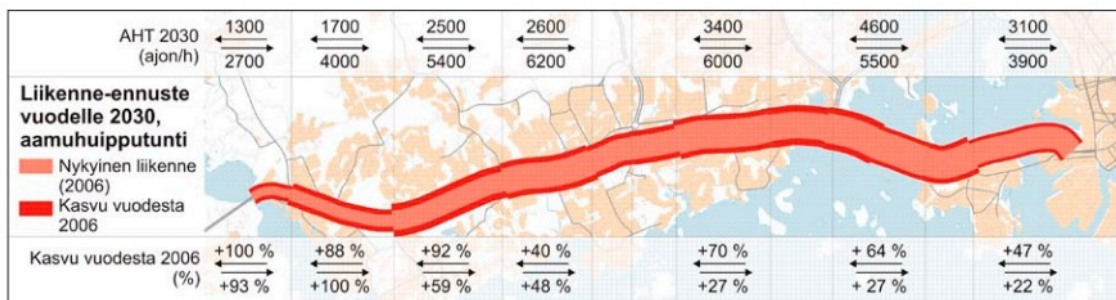 AHT 2030
(ajon/h)
1300 1700 2500 2600 3400 4600 3100
2700 4000 5400 6200 6000 5500 3900
Liikenne-ennuste
vuodelle 2030,
aamuhuipputunti
Nykyinen liikenne
(2006)
Kasvu vuodesta
2006
Kasvu vuodesta 2006
(%)
+100 % +88 % +92 % +40 % +70 % + 64 % +47 %
+93 % +100 % +59 % +48 % +27 % + 27 % +22 %